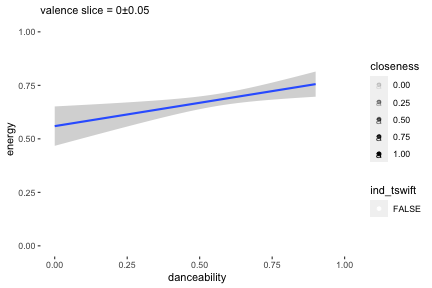 valence slice = 0±0.05
1.00
0.75
0.50
0.25
0.00
energy
0.00 0.25 0.50 0.75 1.00
danceability
closeness
0.00
0.25
0.50
0.75
1.00
ind_tswift
FALSE